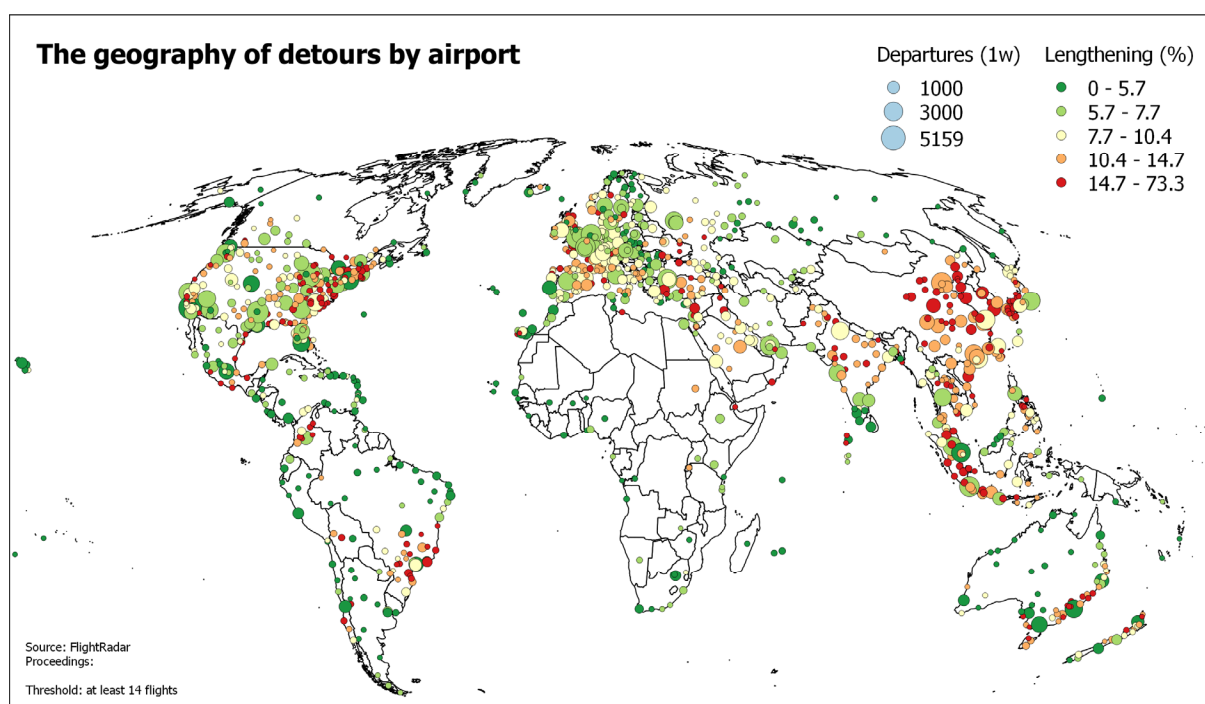 The geography of detours by airport
Departures (1w)
1000
3000
5159
Lengthening (%)
0 - 5.7
5.7 - 7.7
7.7 - 10.4
10.4 - 14.7
14.7 - 73.3
Source: FlightRadar
Proceedings:
Threshold: at least 14 flights